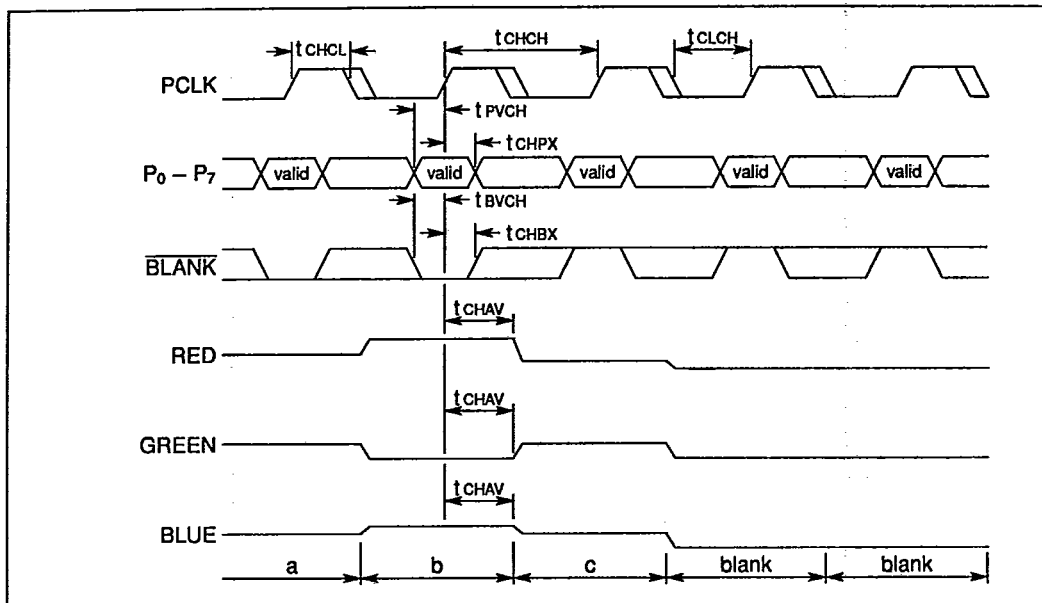 tCHCL
tCHCH
tCLCH
PCLK
tPVCH
tCHPX
P0 – P7
valid
valid
valid
valid
valid
tBVCH
tCHBX
BLANK
tCHAV
RED
tCHAV
GREEN
tCHAV
BLUE
a
b
c
blank
blank